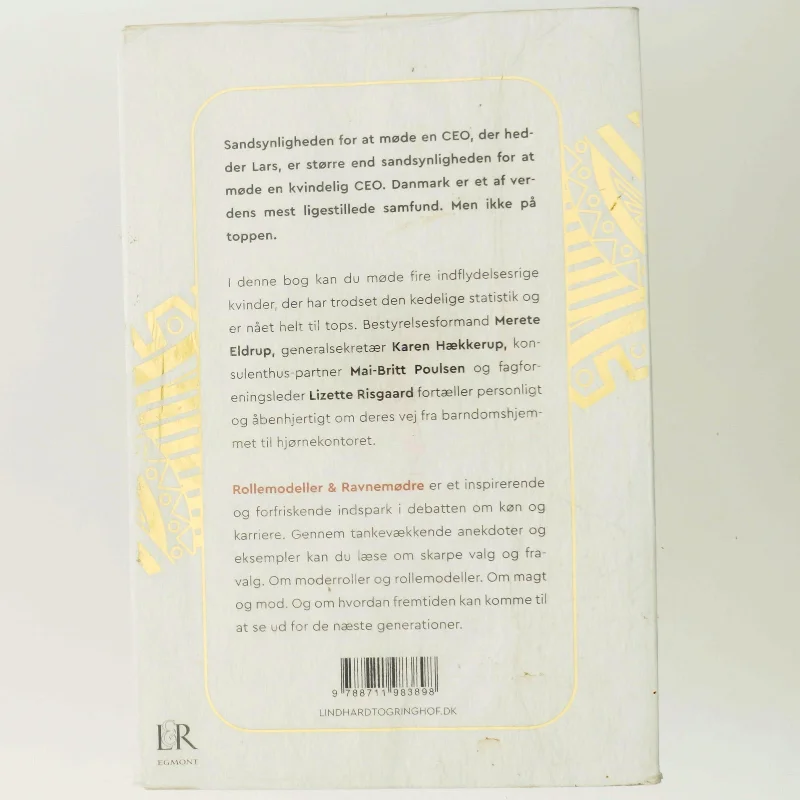 Sandsynligheden for at møde en CEO, der hed-
der Lars, er større end sandsynligheden for at
møde en kvindelig CEO. Danmark er et af ver-
dens mest ligestillede samfund. Men ikke på
toppen.
I denne bog kan du møde fire indflydelsesrige
kvinder, der har trodset den kedelige statistik og
er nået helt til tops. Bestyrelsesformand Merete
Eldrup, generalsekretær Karen Hækkerup, kon-
sulenthus-partner Mai-Britt Poulsen og fagfor-
eningsleder Lizette Risgaard fortæller personligt
og åbenhjertigt om deres vej fra barndomshjem-
met til hjørnekontoret.
Rollemodeller & Ravnemødre er et inspirerende
og forfriskende indspark i debatten om køn og
karriere. Gennem tankevækkende anekdoter og
eksempler kan du læse om skarpe valg og fra-
valg. Om moderroller og rollemodeller. Om magt
og mod. Og om hvordan fremtiden kan komme til
at se ud for de næste generationer.
9 788711 983898
LINDHARDTOGRINGHOF.DK
L&R
EGMONT